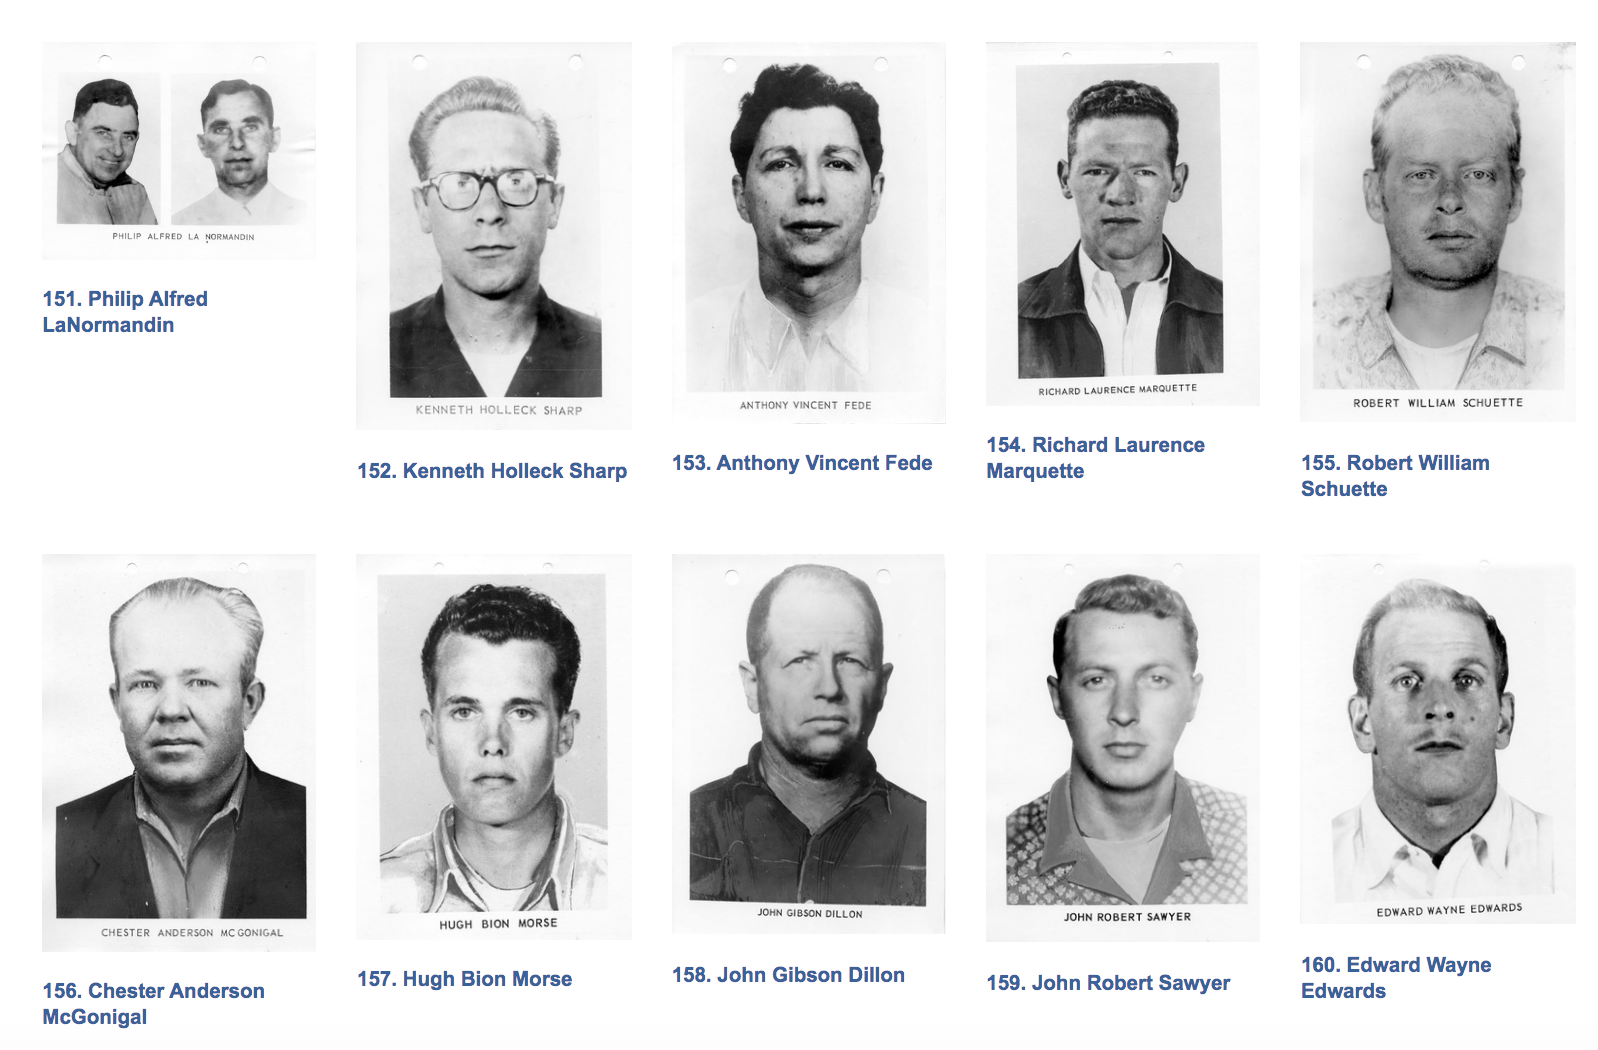 PHILIP ALFRED LA NORMANDIN
151. Philip Alfred
LaNormandin
KENNETH HOLLECK SHARP
152. Kenneth Holleck Sharp
ANTHONY VINCENT FEDE
153. Anthony Vincent Fede
RICHARD LAURENCE MARQUETTE
154. Richard Laurence
Marquette
ROBERT WILLIAM SCHUETTE
155. Robert William
Schuette
CHESTER ANDERSON MC GONIGAL
156. Chester Anderson
McGonigal
HUGH BION MORSE
157. Hugh Bion Morse
JOHN GIBSON DILLON
158. John Gibson Dillon
JOHN ROBERT SAWYER
159. John Robert Sawyer
EDWARD WAYNE EDWARDS
160. Edward Wayne
Edwards